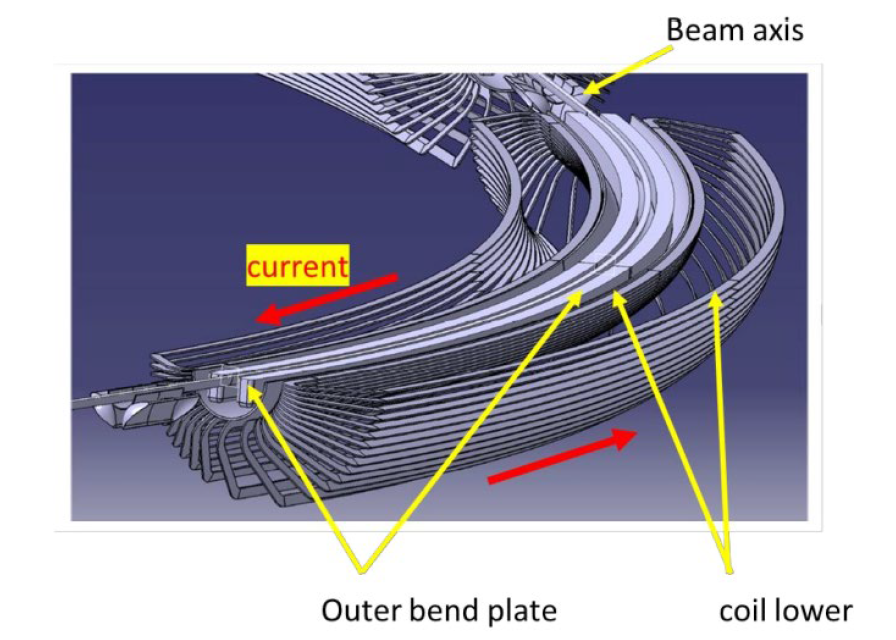 Beam axis
current
Outer bend plate
coil lower